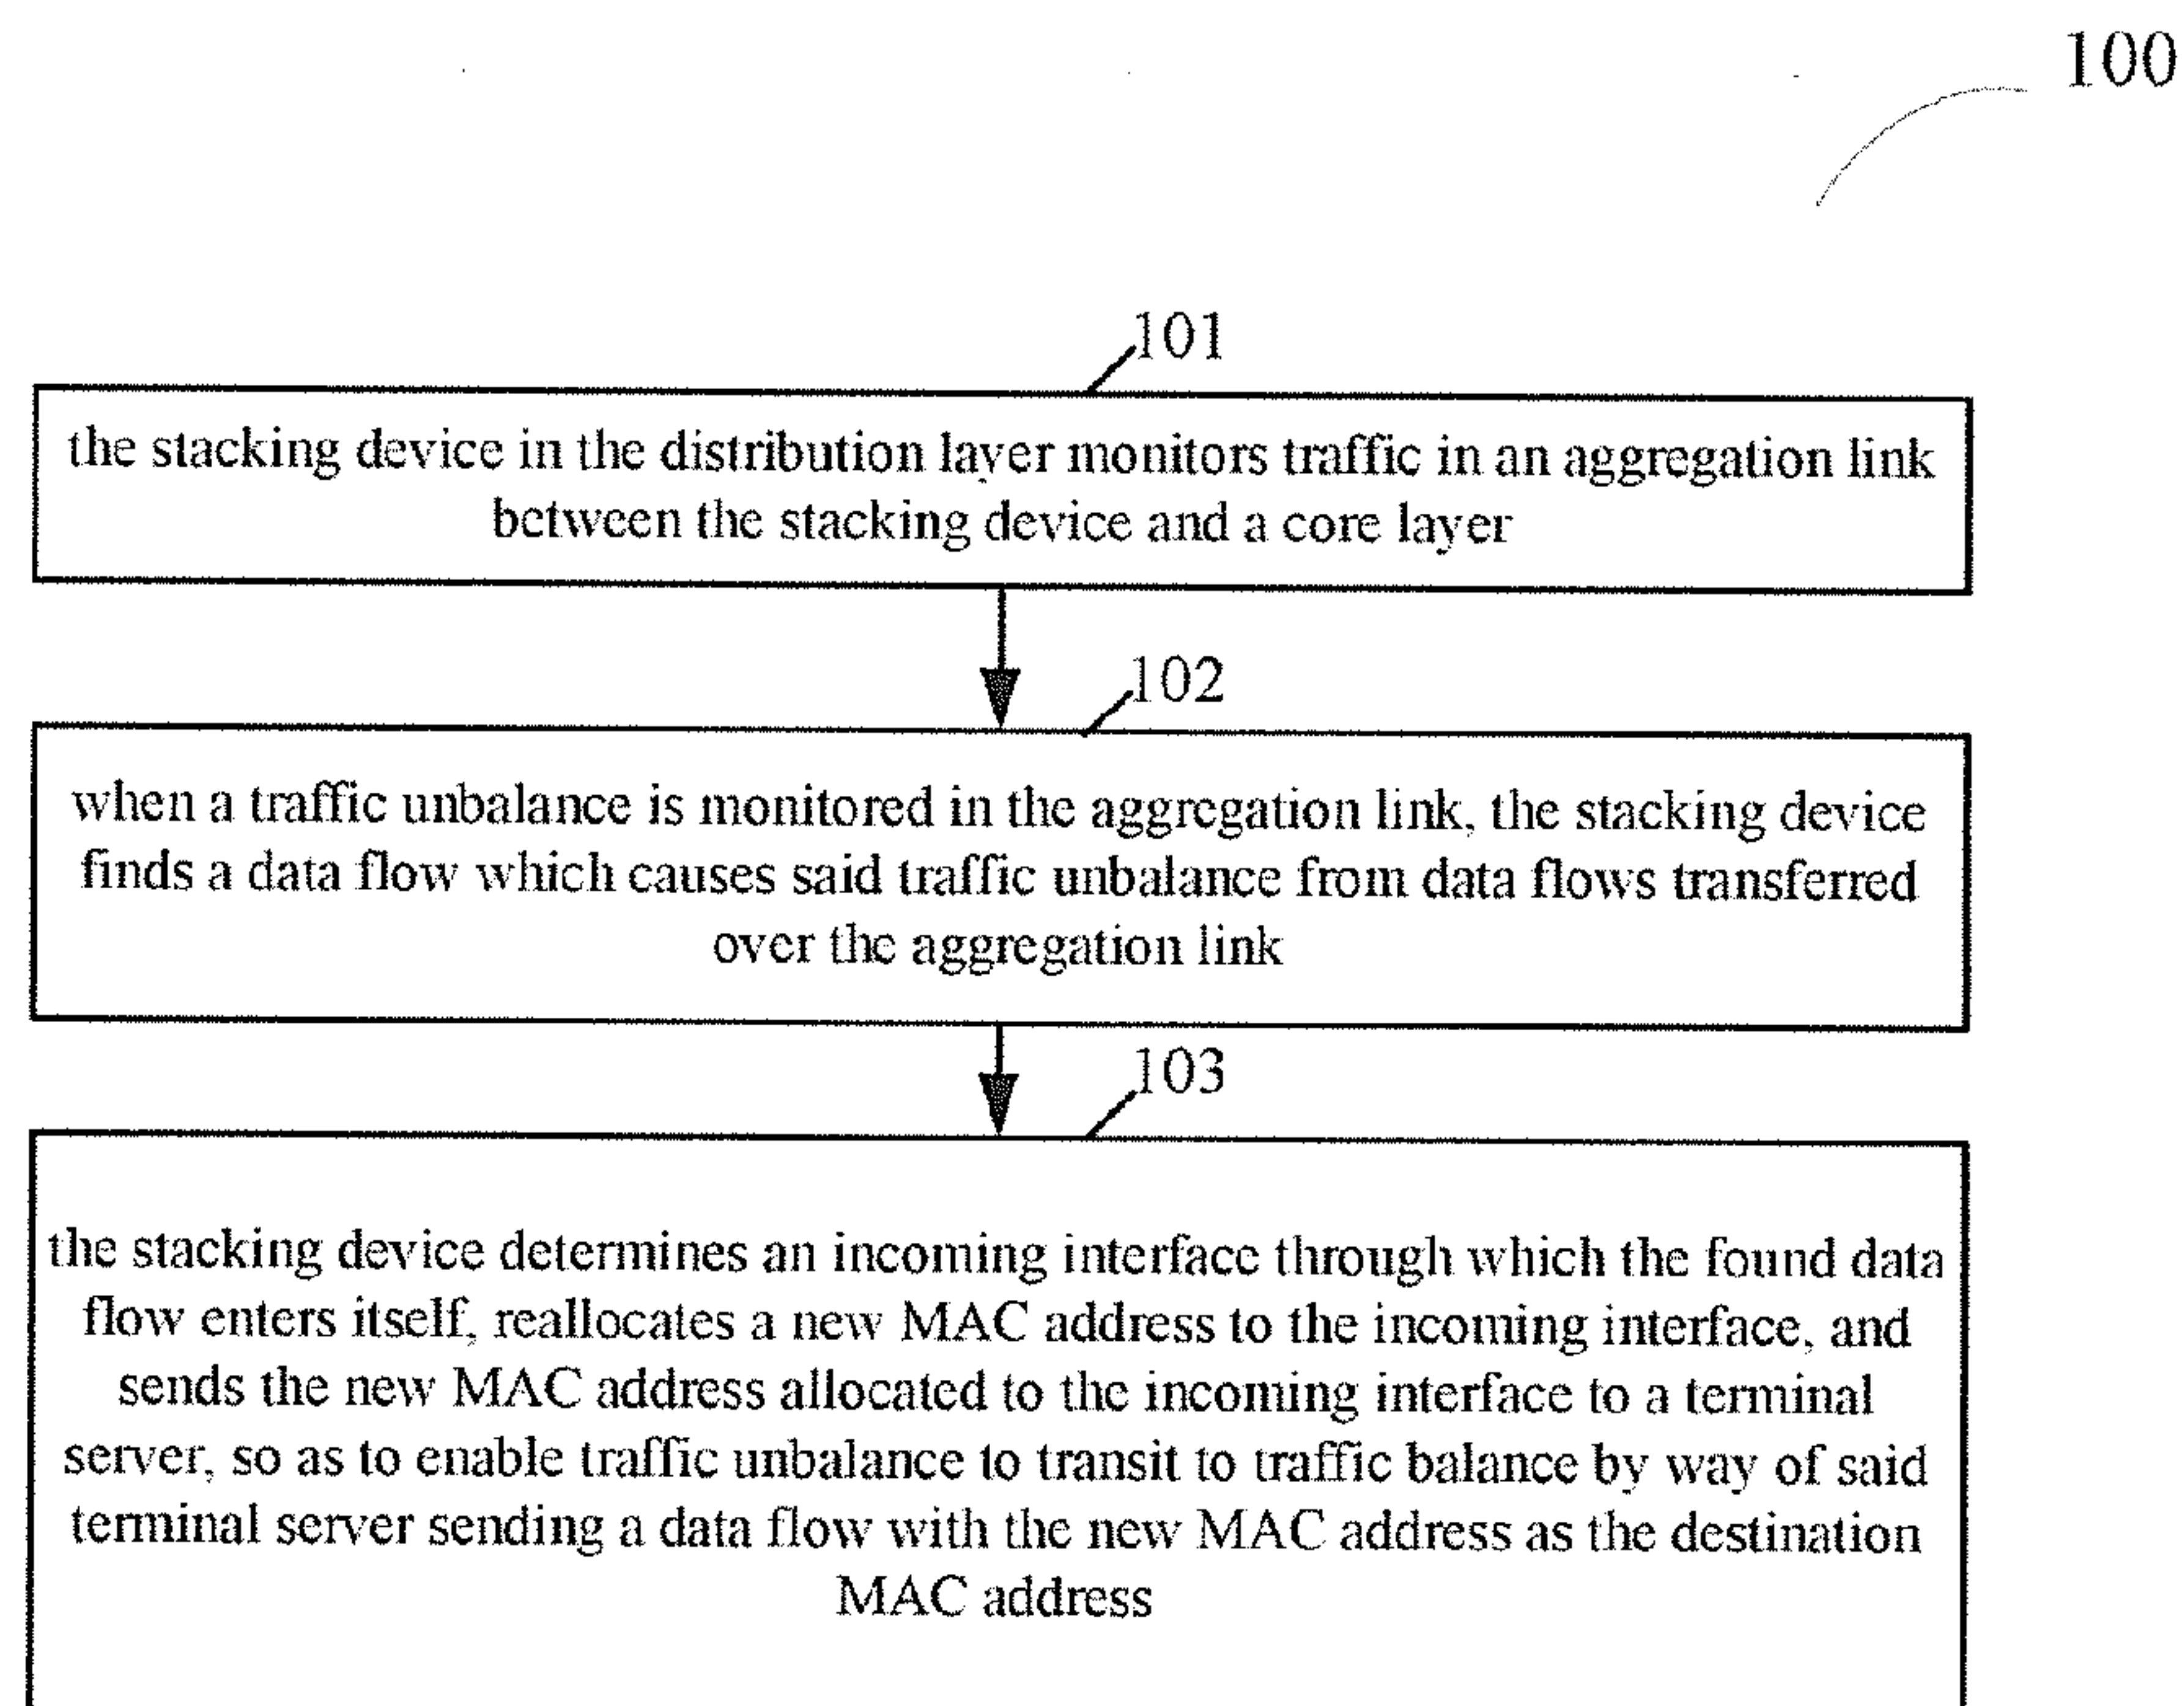 100
101
the stacking device in the distribution layer monitors traffic in an aggregation link
between the stacking device and a core layer
102
when a traffic unbalance is monitored in the aggregation link, the stacking device
finds a data flow which causes said traffic unbalance from data flows transferred
over the aggregation link
103
the stacking device determines an incoming interface through which the found data
flow enters itself, reallocates a new MAC address to the incoming interface, and
sends the new MAC address allocated to the incoming interface to a terminal
server, so as to enable traffic unbalance to transit to traffic balance by way of said
terminal server sending a data flow with the new MAC address as the destination
MAC address